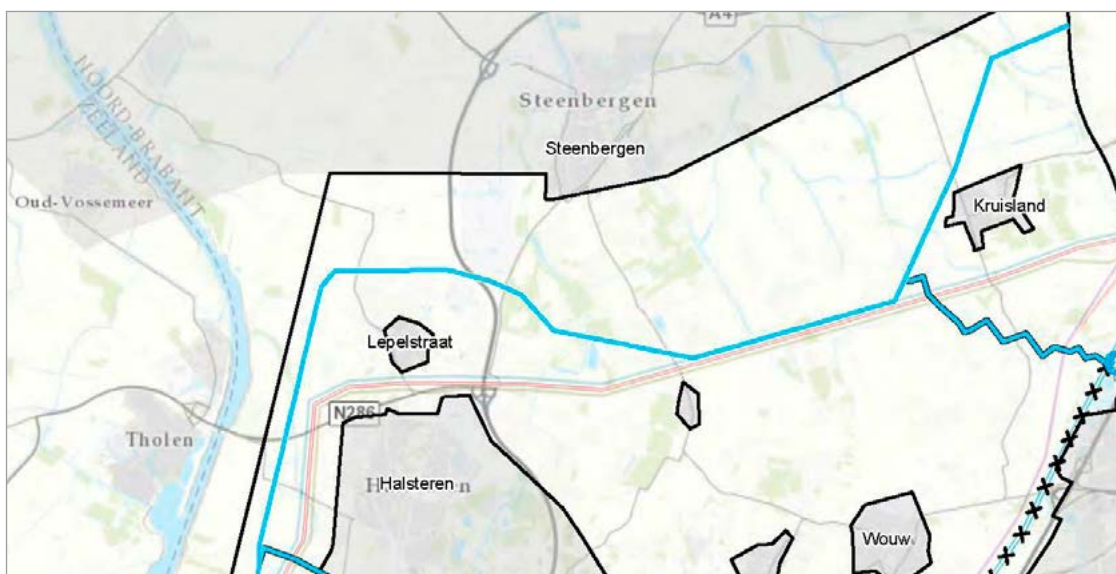 A4
NOORD-BRABANT
ZEELAND
Steenbergen
Steenbergen
Oud-Vossemeer
Kruisland
Lepelstraat
N286
Tholen
Halsteren
Wouw